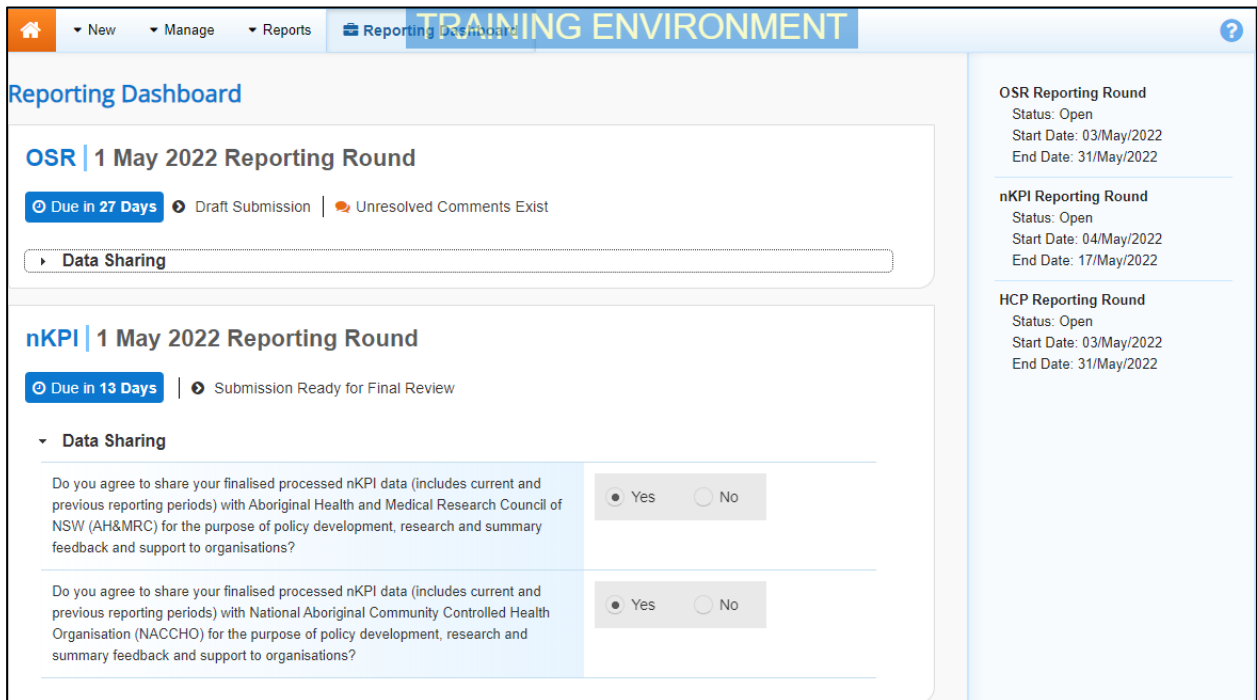 New Manage Reports Reporting Dashboard
TRAINING ENVIRONMENT
Reporting Dashboard
OSR | 1 May 2022 Reporting Round
Due in 27 Days Draft Submission | Unresolved Comments Exist
Data Sharing
nKPI | 1 May 2022 Reporting Round
Due in 13 Days | Submission Ready for Final Review
Data Sharing
Do you agree to share your finalised processed nKPI data (includes current and
previous reporting periods) with Aboriginal Health and Medical Research Council of
NSW (AH&MRC) for the purpose of policy development, research and summary
feedback and support to organisations?
Yes No
Do you agree to share your finalised processed nKPI data (includes current and
previous reporting periods) with National Aboriginal Community Controlled Health
Organisation (NACCHO) for the purpose of policy development, research and
summary feedback and support to organisations?
Yes No
?
OSR Reporting Round
Status: Open
Start Date: 03/May/2022
End Date: 31/May/2022
nKPI Reporting Round
Status: Open
Start Date: 04/May/2022
End Date: 17/May/2022
HCP Reporting Round
Status: Open
Start Date: 03/May/2022
End Date: 31/May/2022